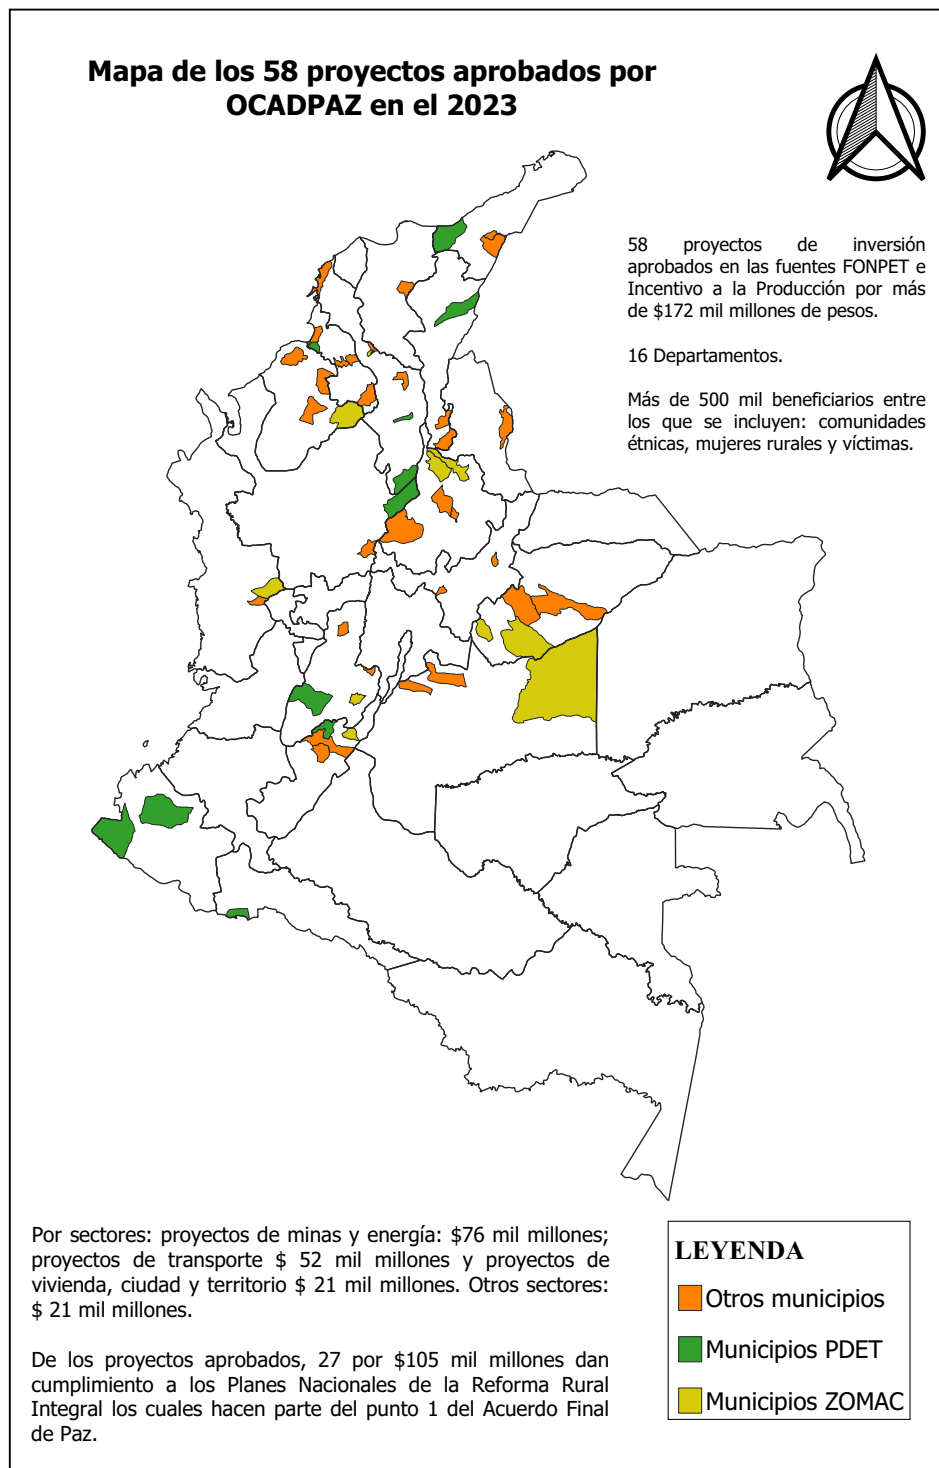 Mapa de los 58 proyectos aprobados por
OCADPAZ en el 2023
58 proyectos de inversión
aprobados en las fuentes FONPET e
Incentivo a la Producción por más
de $172 mil millones de pesos.
16 Departamentos.
Más de 500 mil beneficiarios entre
los que se incluyen: comunidades
étnicas, mujeres rurales y víctimas.
Por sectores: proyectos de minas y energía: $76 mil millones;
proyectos de transporte $ 52 mil millones y proyectos de
vivienda, ciudad y territorio $ 21 mil millones. Otros sectores:
$ 21 mil millones.
De los proyectos aprobados, 27 por $105 mil millones dan
cumplimiento a los Planes Nacionales de la Reforma Rural
Integral los cuales hacen parte del punto 1 del Acuerdo Final
de Paz.
LEYENDA
Otros municipios
Municipios PDET
Municipios ZOMAC